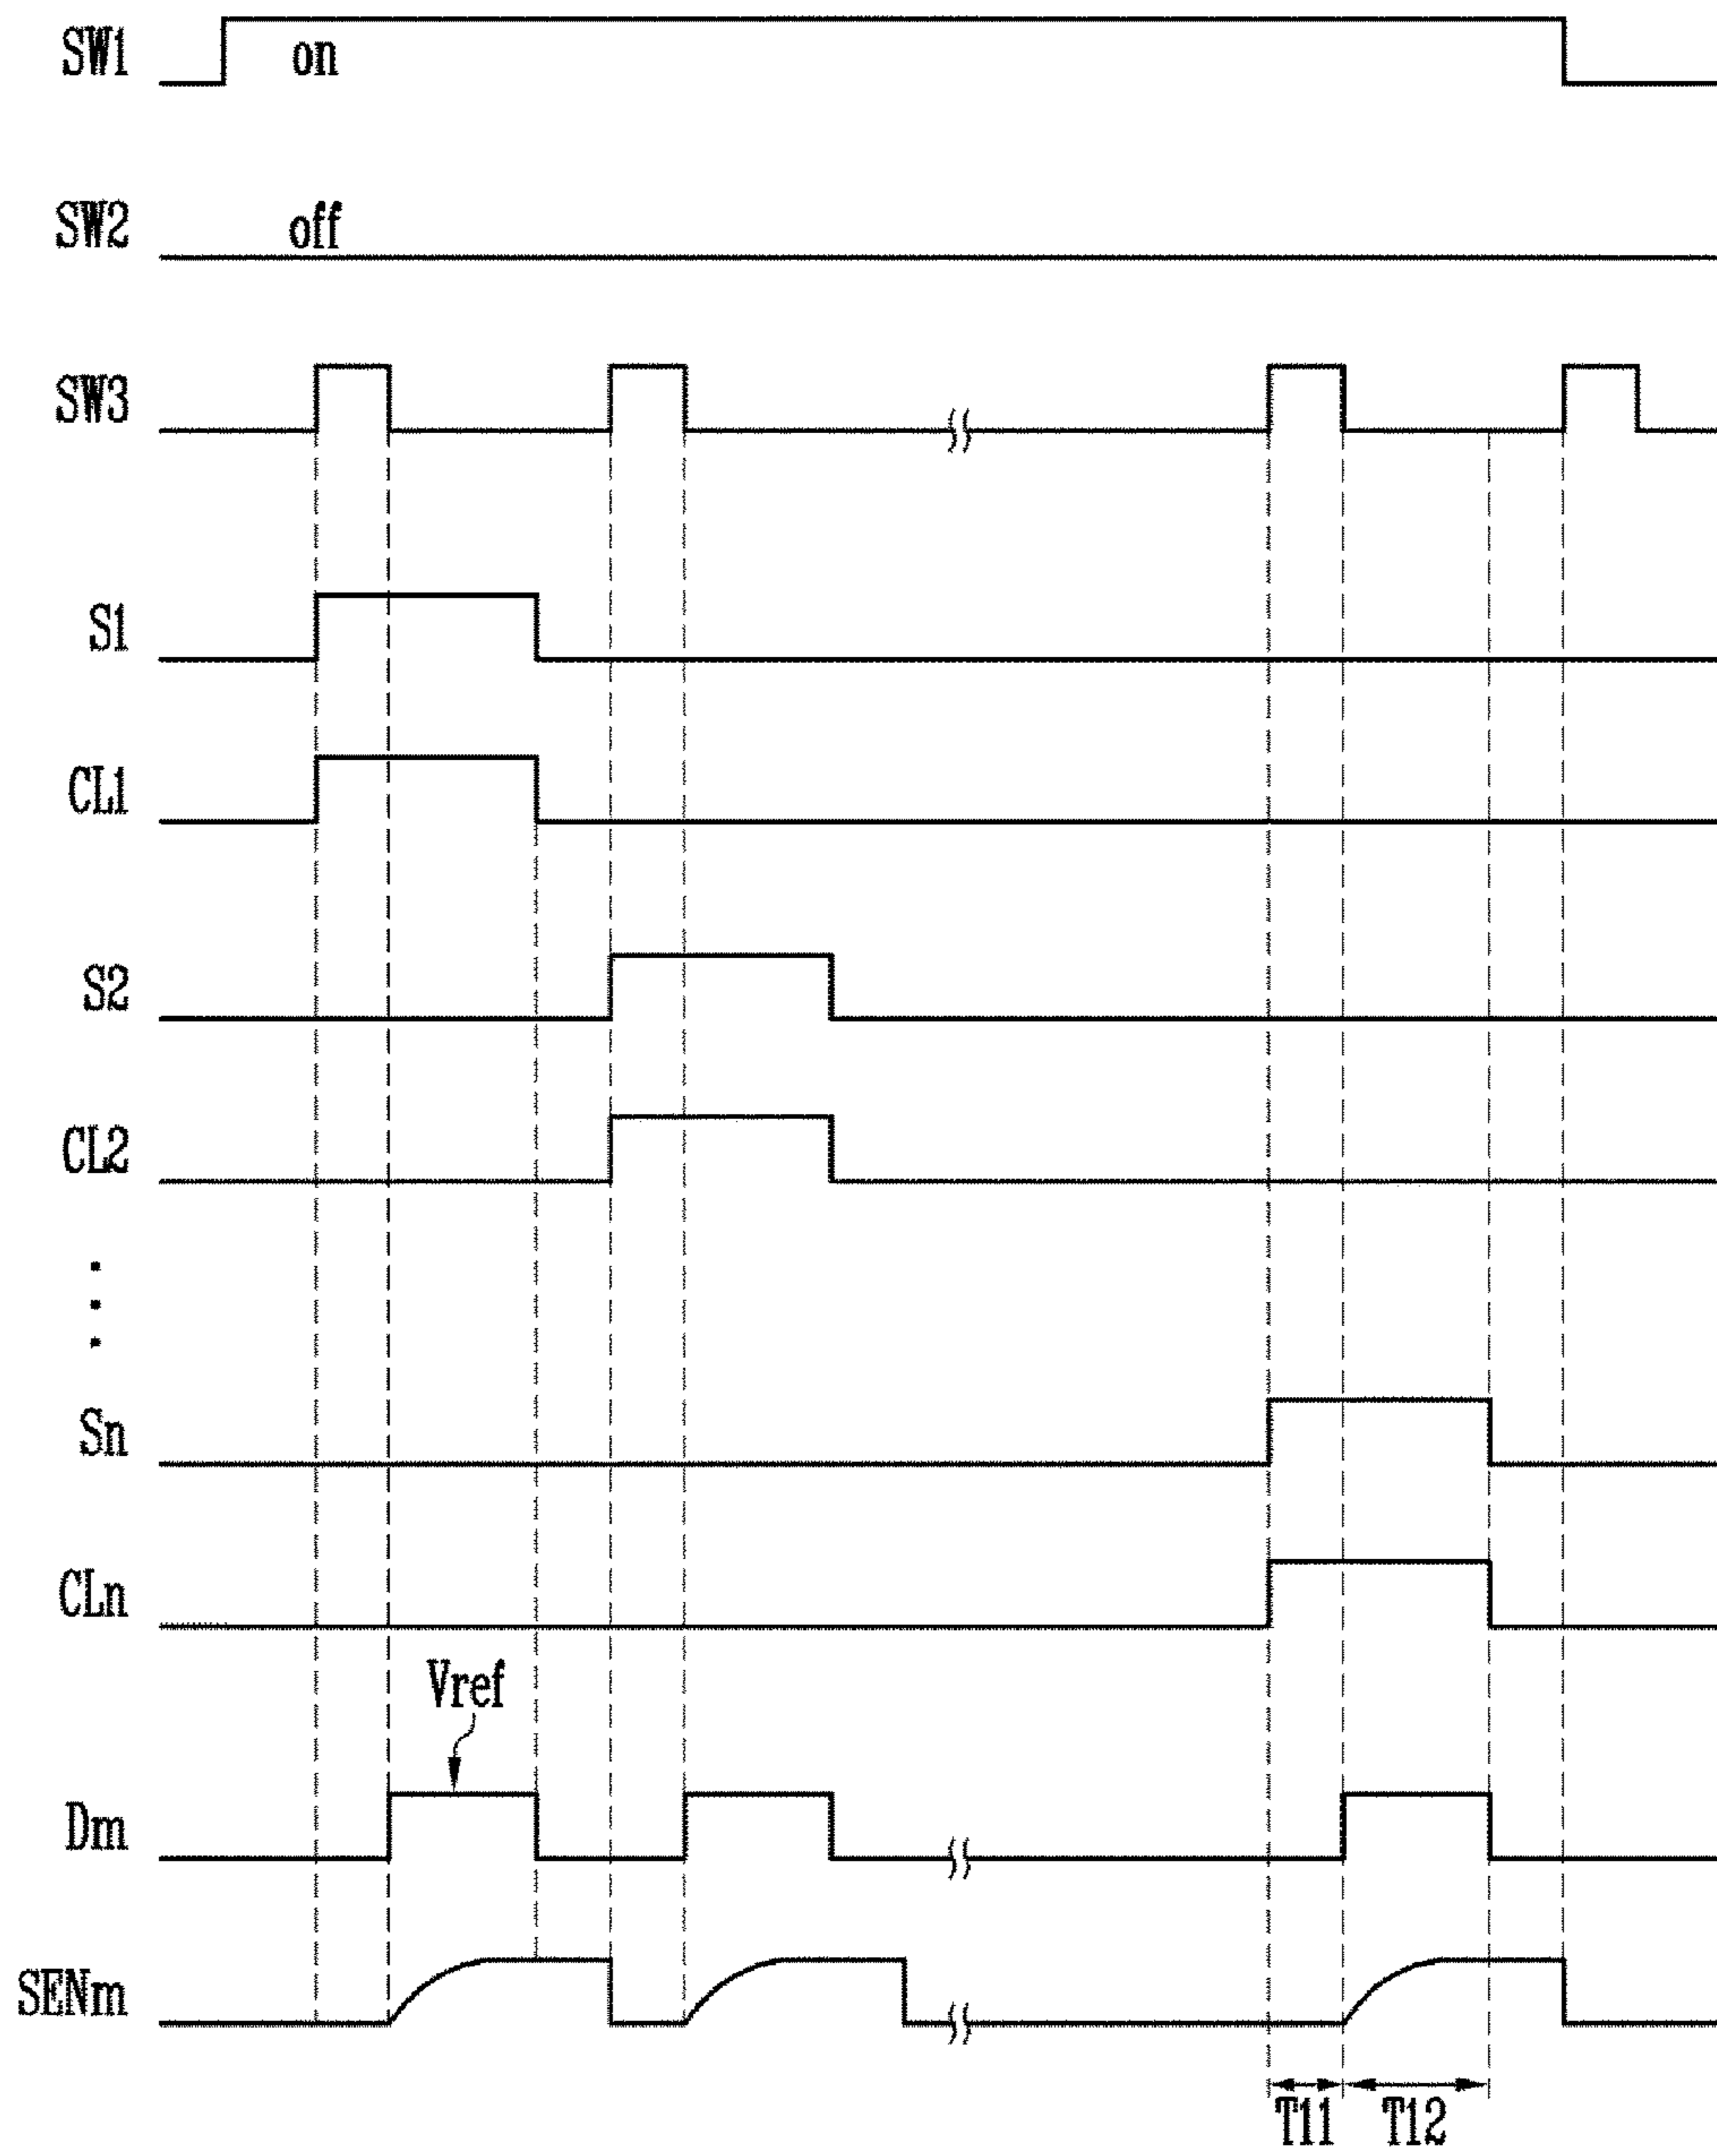 SW1 on
SW2 off
SW3
S1
CL1
S2
CL2
Sn
CLn
Vref
Dm
SENm
T11 T12